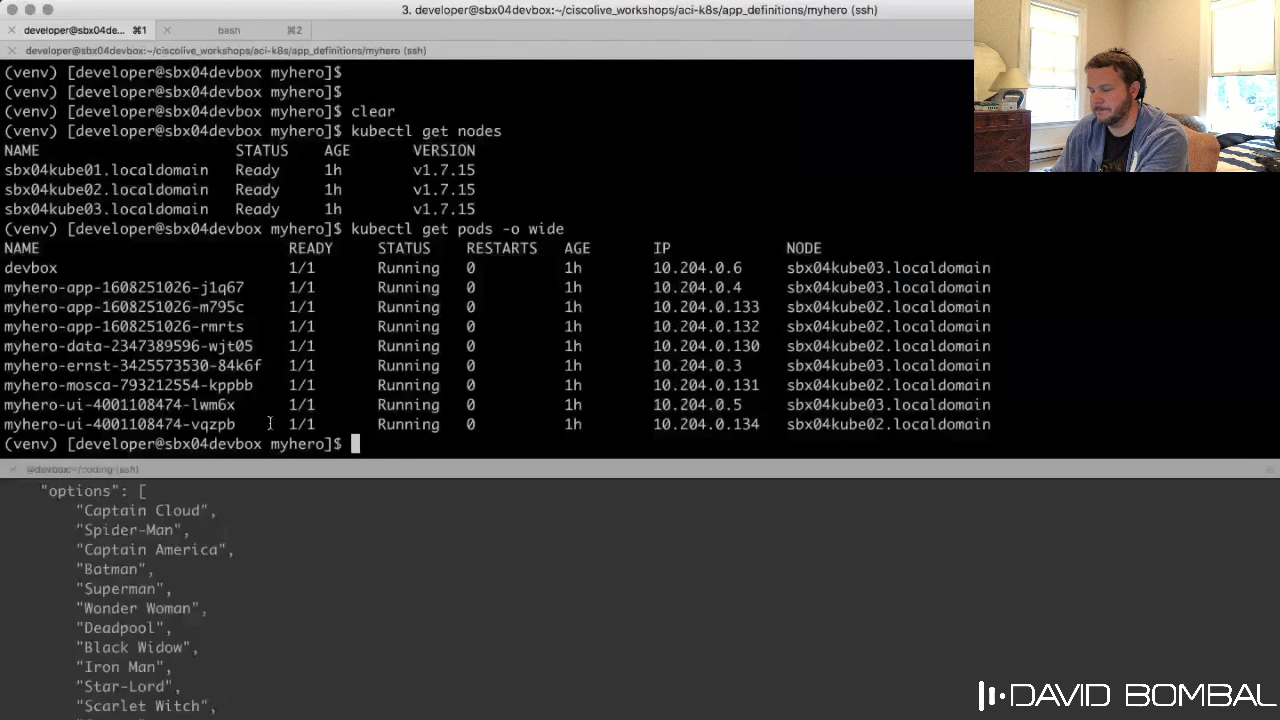 3. developer@sbx04devbox:~/ciscolive_workshops/aci-k8s/app_definitions/myhero (ssh)
developer@sbx04de... ⌘1 bash ⌘2
developer@sbx04devbox:~/ciscolive_workshops/aci-k8s/app_definitions/myhero (ssh)
(venv) [developer@sbx04devbox myhero]$
(venv) [developer@sbx04devbox myhero]$
(venv) [developer@sbx04devbox myhero]$ clear
(venv) [developer@sbx04devbox myhero]$ kubectl get nodes
NAME STATUS AGE VERSION
sbx04kube01.localdomain Ready 1h v1.7.15
sbx04kube02.localdomain Ready 1h v1.7.15
sbx04kube03.localdomain Ready 1h v1.7.15
(venv) [developer@sbx04devbox myhero]$ kubectl get pods -o wide
NAME READY STATUS RESTARTS AGE IP NODE
devbox 1/1 Running 0 1h 10.204.0.6 sbx04kube03.localdomain
myhero-app-1608251026-j1q67 1/1 Running 0 1h 10.204.0.4 sbx04kube03.localdomain
myhero-app-1608251026-m795c 1/1 Running 0 1h 10.204.0.133 sbx04kube02.localdomain
myhero-app-1608251026-rmrts 1/1 Running 0 1h 10.204.0.132 sbx04kube02.localdomain
myhero-data-2347389596-wjt05 1/1 Running 0 1h 10.204.0.130 sbx04kube02.localdomain
myhero-ernst-3425573530-84k6f 1/1 Running 0 1h 10.204.0.3 sbx04kube03.localdomain
myhero-mosca-793212554-kppbb 1/1 Running 0 1h 10.204.0.131 sbx04kube02.localdomain
myhero-ui-4001108474-lwm6x 1/1 Running 0 1h 10.204.0.5 sbx04kube03.localdomain
myhero-ui-4001108474-vqzpb 1/1 Running 0 1h 10.204.0.134 sbx04kube02.localdomain
(venv) [developer@sbx04devbox myhero]$
@devbox:~/coding (ssh)
"options": [
"Captain Cloud",
"Spider-Man",
"Captain America",
"Batman",
"Superman",
"Wonder Woman",
"Deadpool",
"Black Widow",
"Iron Man",
"Star-Lord",
"Scarlet Witch",
DAVID BOMBAL